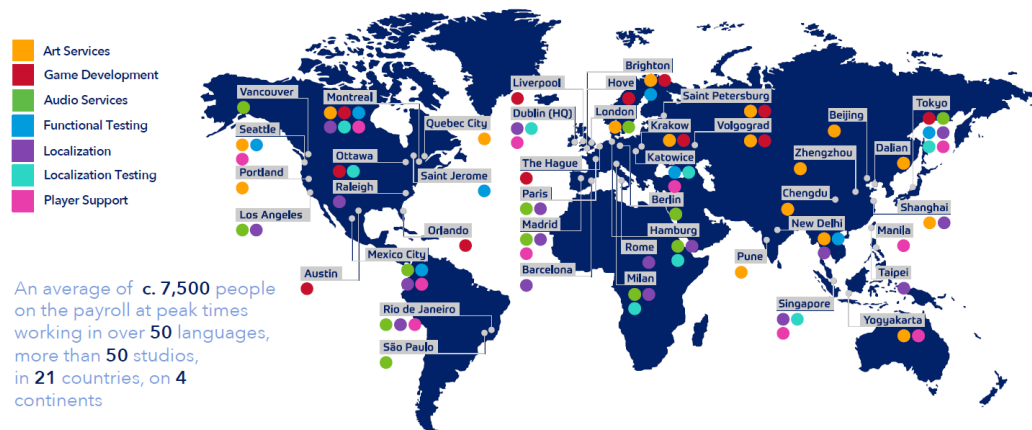 Art Services
Game Development
Audio Services
Functional Testing
Localization
Localization Testing
Player Support
Vancouver
Seattle
Portland
Los Angeles
Montreal
Ottawa
Raleigh
Quebec City
Saint Jerome
Orlando
Austin
Mexico City
Rio de Janeiro
São Paulo
Liverpool
Dublin (HQ)
The Hague
Paris
Madrid
Barcelona
Brighton
Hove
London
Krakow
Katowice
Berlin
Hamburg
Rome
Milan
Saint Petersburg
Volgograd
Beijing
Zhengzhou
Chengdu
New Delhi
Pune
Singapore
Tokyo
Dalian
Shanghai
Manila
Taipei
Yogyakarta
An average of c. 7,500 people
on the payroll at peak times
working in over 50 languages,
more than 50 studios,
in 21 countries, on 4
continents